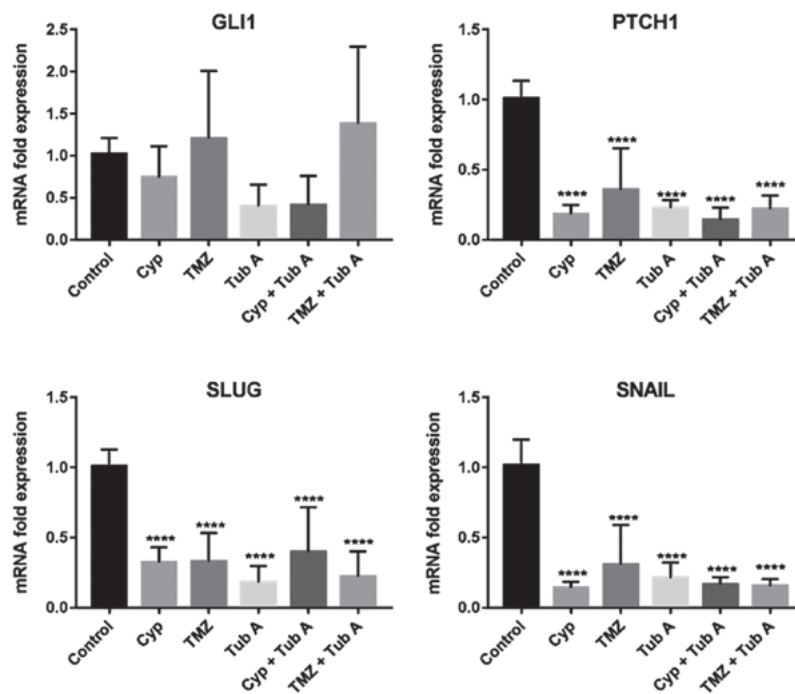 GLI1
mRNA fold expression
2.5
2.0
1.5
1.0
0.5
0.0
Control
Cyp
TMZ
Tub A
Cyp + Tub A
TMZ + Tub A
PTCH1
mRNA fold expression
1.5
1.0
0.5
0.0
****
****
****
****
****
Control
Cyp
TMZ
Tub A
Cyp + Tub A
TMZ + Tub A
SLUG
mRNA fold expression
1.5
1.0
0.5
0.0
****
****
****
****
****
Control
Cyp
TMZ
Tub A
Cyp + Tub A
TMZ + Tub A
SNAIL
mRNA fold expression
1.5
1.0
0.5
0.0
****
****
****
****
****
Control
Cyp
TMZ
Tub A
Cyp + Tub A
TMZ + Tub A